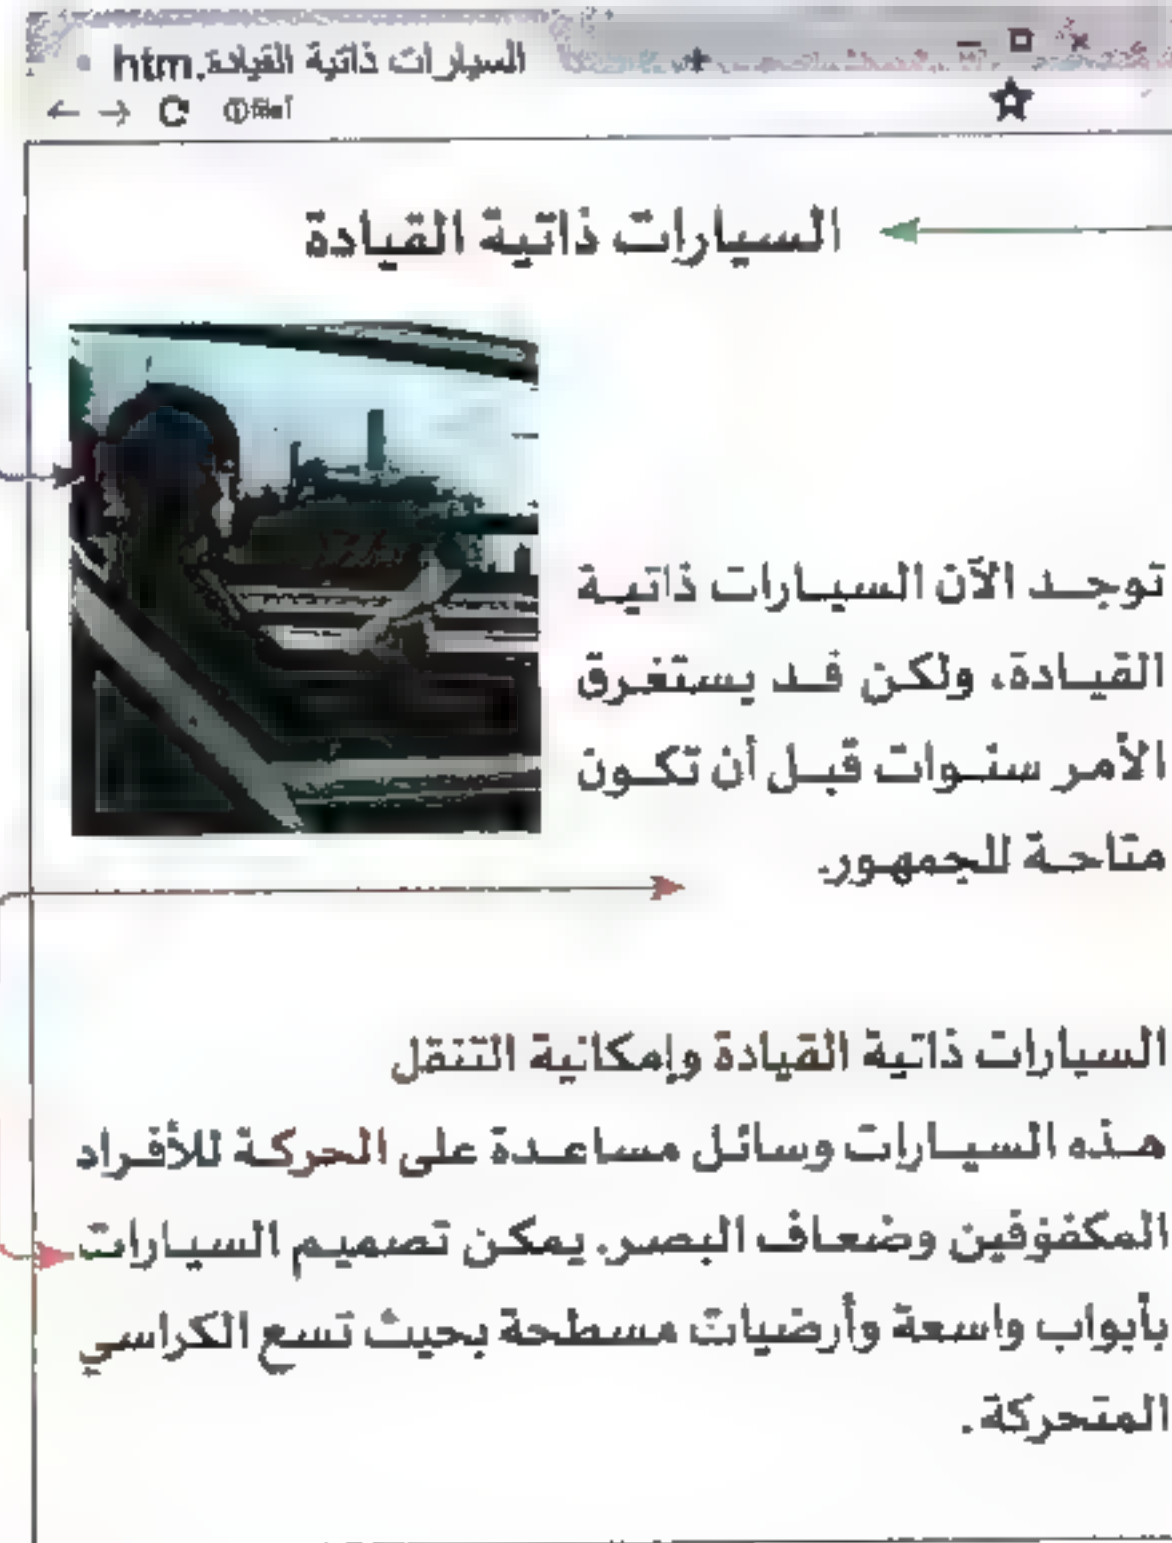 السيارات ذاتية القيادة.htm
السيارات ذاتية القيادة
توجد الآن السيارات ذاتية
القيادة، ولكن قد يستغرق
الأمر سنوات قبل أن تكون
متاحة للجمهور.
السيارات ذاتية القيادة وإمكانية التنقل
هذه السيارات وسائل مساعدة على الحركة للأفراد
المكفوفين وضعاف البصر. يمكن تصميم السيارات
بأبواب واسعة وأرضيات مسطحة بحيث تسع الكراسي
المتحركة.